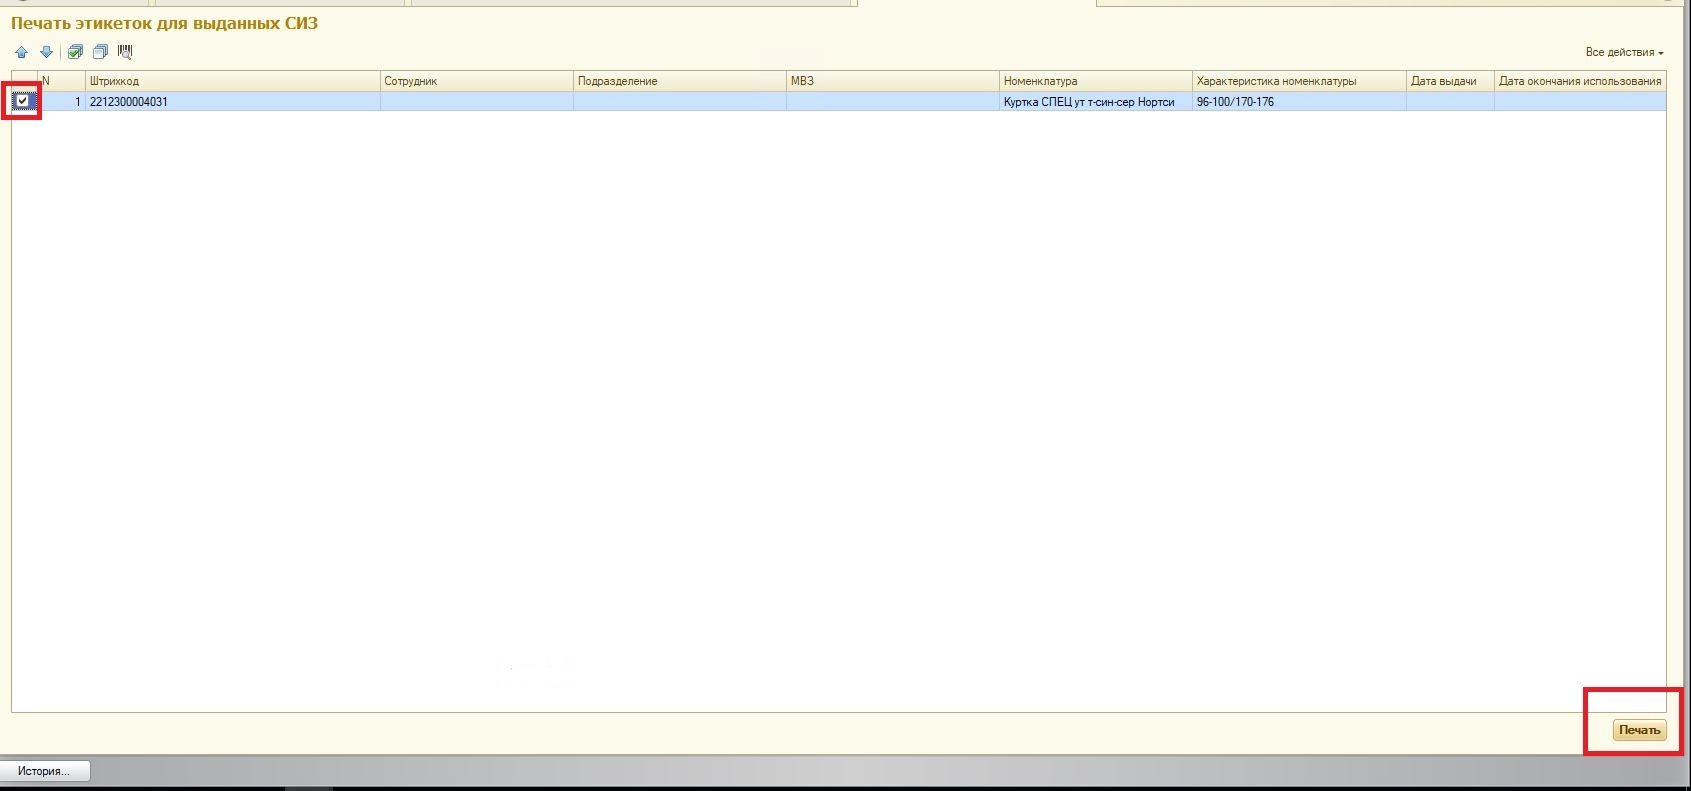 Печать этикеток для выданных СИЗ
Все действия
N Штрихкод Сотрудник Подразделение МВЗ Номенклатура Характеристика номенклатуры Дата выдачи Дата окончания использования
1 2212300004031 Куртка СПЕЦ ут т-син-сер Нортси 96-100/170-176
Печать
История...